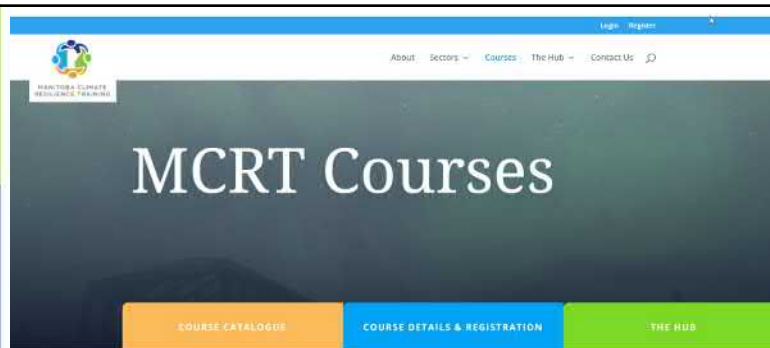 Login Register
About Sectors Courses The Hub Contact Us
MANITOBA CLIMATE
RESILIENCE TRAINING
MCRT Courses
COURSE CATALOGUE
COURSE DETAILS & REGISTRATION
THE HUB